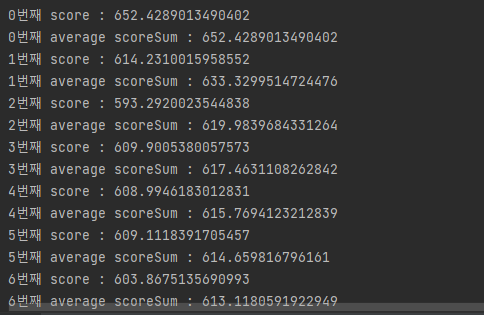 0번째 score : 652.4289013490402
0번째 average scoreSum : 652.4289013490402
1번째 score : 614.2310015958552
1번째 average scoreSum : 633.3299514724476
2번째 score : 593.2920023544838
2번째 average scoreSum : 619.9839684331264
3번째 score : 609.9005380057573
3번째 average scoreSum : 617.4631108262842
4번째 score : 608.9946183012831
4번째 average scoreSum : 615.7694123212839
5번째 score : 609.1118391705457
5번째 average scoreSum : 614.659816796161
6번째 score : 603.8675135690993
6번째 average scoreSum : 613.1180591922949